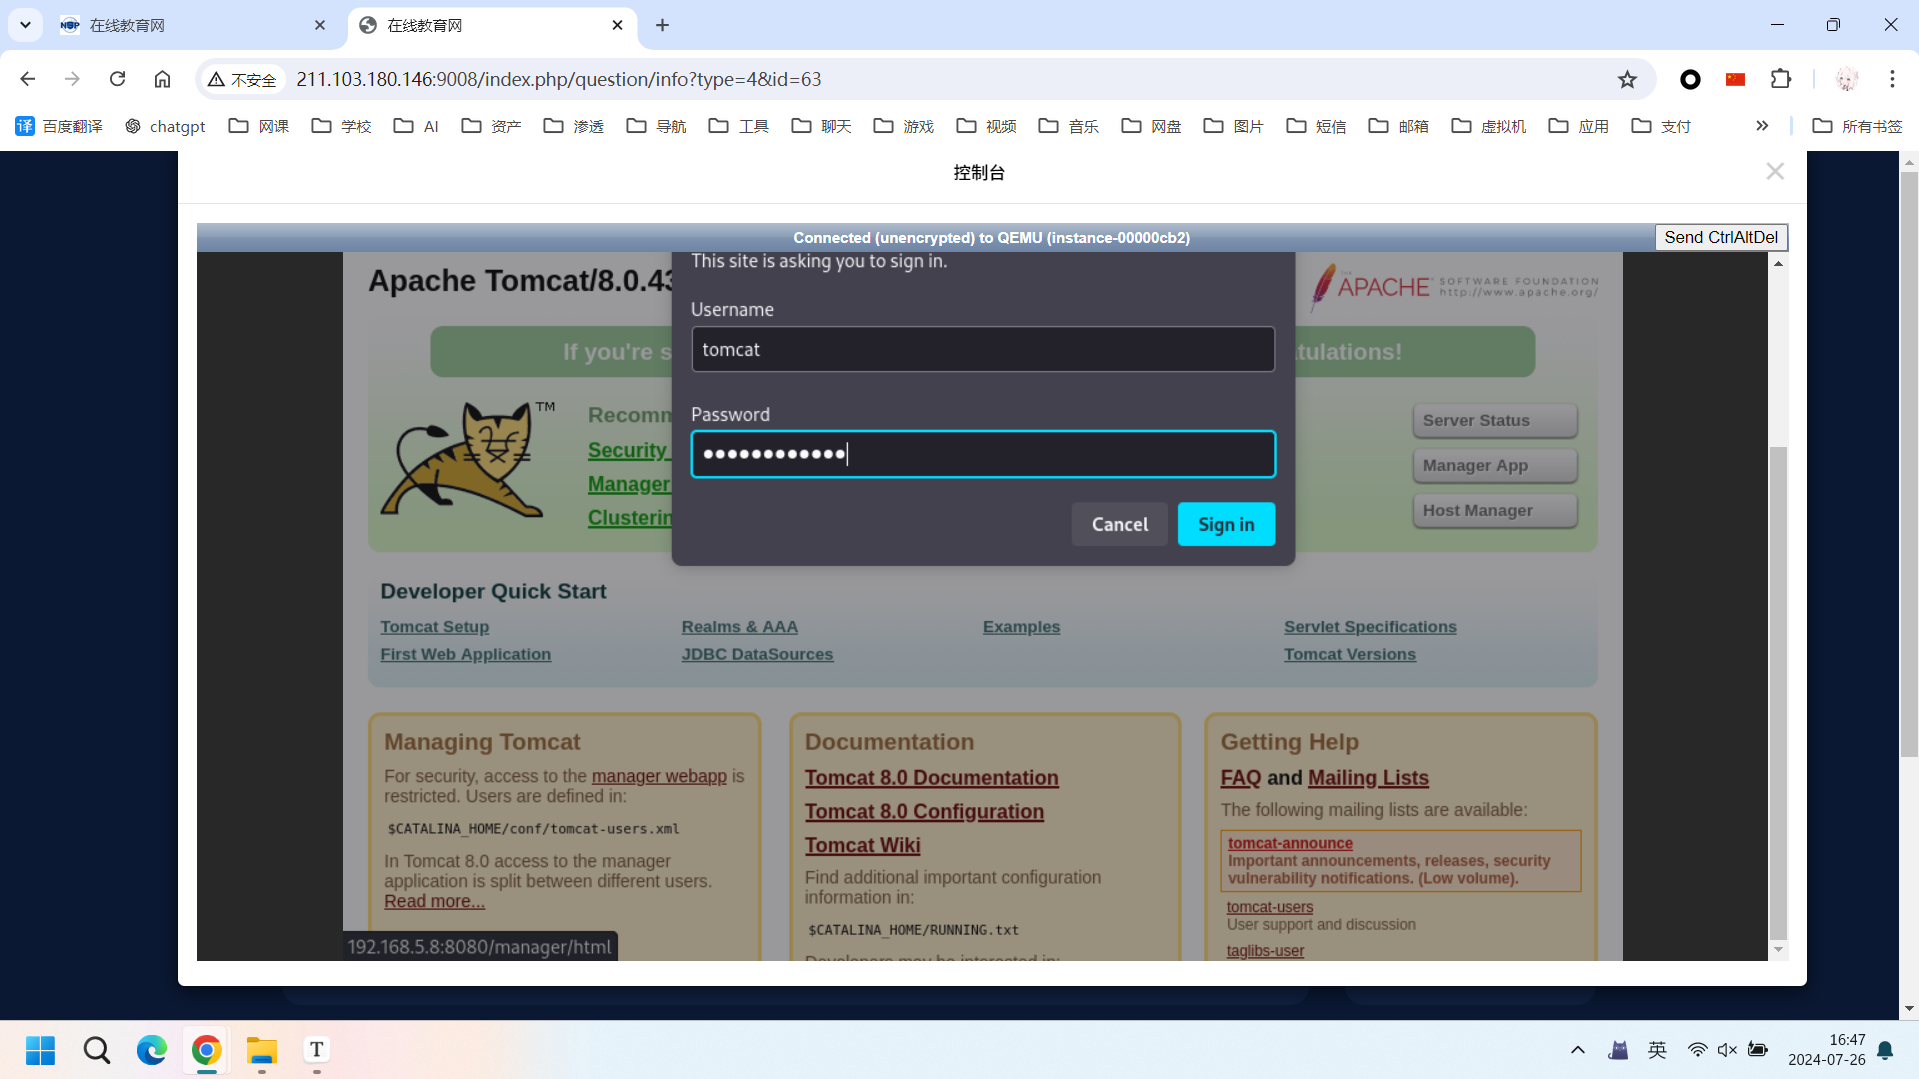 在线教育网
在线教育网
不安全
211.103.180.146:9008/index.php/question/info?type=4&id=63
译 百度翻译
chatgpt
网课
学校
AI
资产
渗透
导航
工具
聊天
游戏
视频
音乐
网盘
图片
短信
邮箱
虚拟机
应用
支付
所有书签
控制台
Connected (unencrypted) to QEMU (instance-00000cb2)
Send CtrlAltDel
Apache Tomcat/8.0.43
This site is asking you to sign in.
APACHE
SOFTWARE FOUNDATION
http://www.apache.org/
Username
tomcat
If you're s
tulations!
TM
Recomm
Security
Manager
Clusterin
Password
Cancel
Sign in
Server Status
Manager App
Host Manager
Developer Quick Start
Tomcat Setup
Realms & AAA
Examples
Servlet Specifications
First Web Application
JDBC DataSources
Tomcat Versions
Managing Tomcat
For security, access to the manager webapp is
restricted. Users are defined in:
$CATALINA_HOME/conf/tomcat-users.xml
In Tomcat 8.0 access to the manager
application is split between different users.
Read more...
192.168.5.8:8080/manager/html
Documentation
Tomcat 8.0 Documentation
Tomcat 8.0 Configuration
Tomcat Wiki
Find additional important configuration
information in:
$CATALINA_HOME/RUNNING.txt
Developers may be interested in:
Getting Help
FAQ and Mailing Lists
The following mailing lists are available:
tomcat-announce
Important announcements, releases, security
vulnerability notifications. (Low volume).
tomcat-users
User support and discussion
taglibs-user
T
英
16:47
2024-07-26